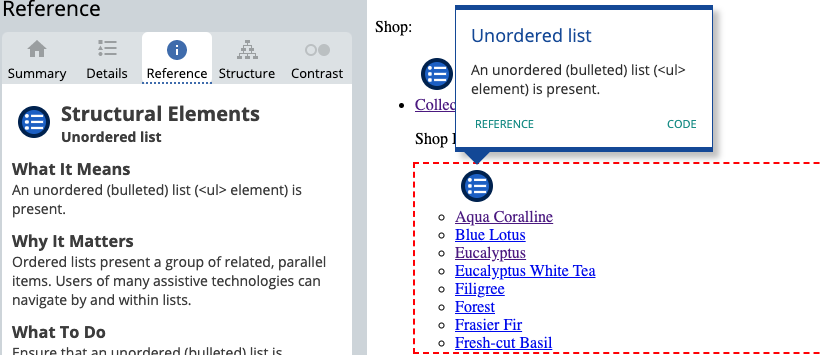 Reference
Summary
Details
Reference
Structure
Contrast
Structural Elements
Unordered list
What It Means
An unordered (bulleted) list (<ul> element) is
present.
Why It Matters
Ordered lists present a group of related, parallel
items. Users of many assistive technologies can
navigate by and within lists.
What To Do
Ensure that an unordered (bulleted) list is
Shop:
Unordered list
An unordered (bulleted) list (<ul>
element) is present.
REFERENCE
CODE
Shop
Aqua Coralline
Blue Lotus
Eucalyptus
Eucalyptus White Tea
Filigree
Forest
Frasier Fir
Fresh-cut Basil